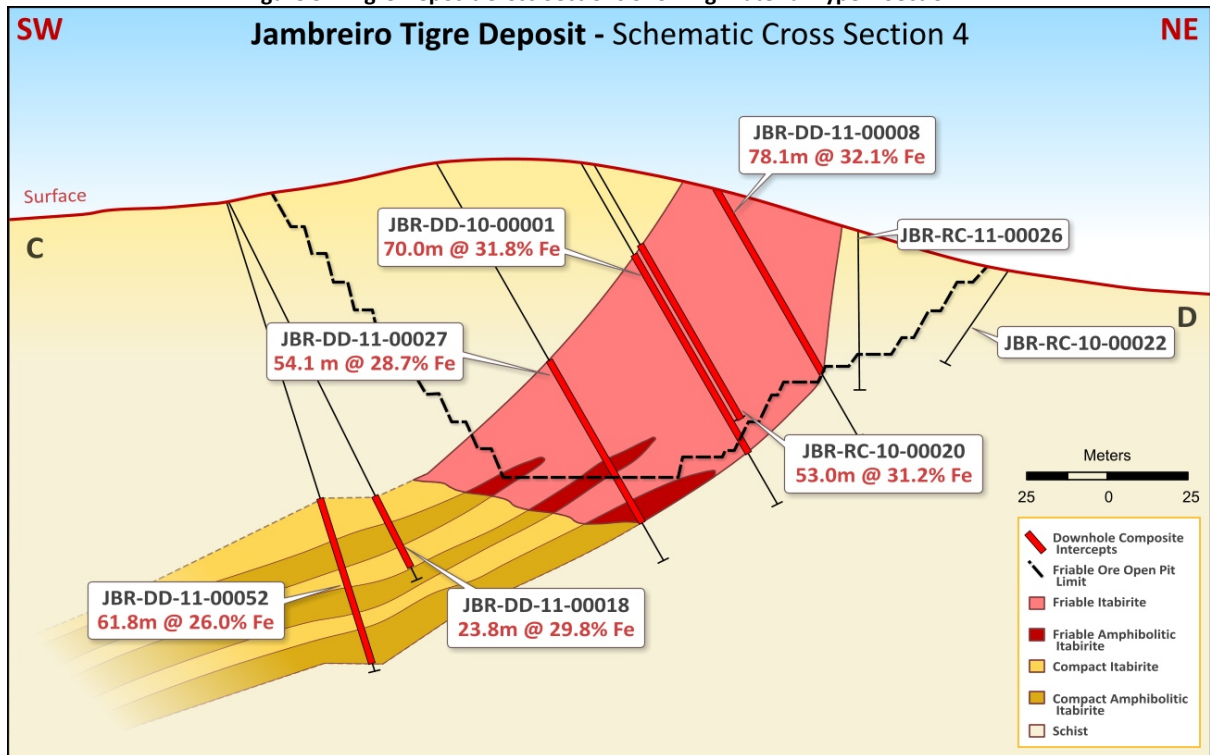 SW
Jambreiro Tigre Deposit - Schematic Cross Section 4
NE
JBR-DD-11-00008
78.1m @ 32.1% Fe
Surface
JBR-DD-10-00001
70.0m @ 31.8% Fe
JBR-RC-11-00026
C
D
JBR-DD-11-00027
54.1 m @ 28.7% Fe
JBR-RC-10-00022
JBR-RC-10-00020
53.0m @ 31.2% Fe
Meters
25 0 25
JBR-DD-11-00052
61.8m @ 26.0% Fe
JBR-DD-11-00018
23.8m @ 29.8% Fe
Downhole Composite
Intercepts
Friable Ore Open Pit
Limit
Friable Itabirite
Friable Amphibolitic
Itabirite
Compact Itabirite
Compact Amphibolitic
Itabirite
Schist